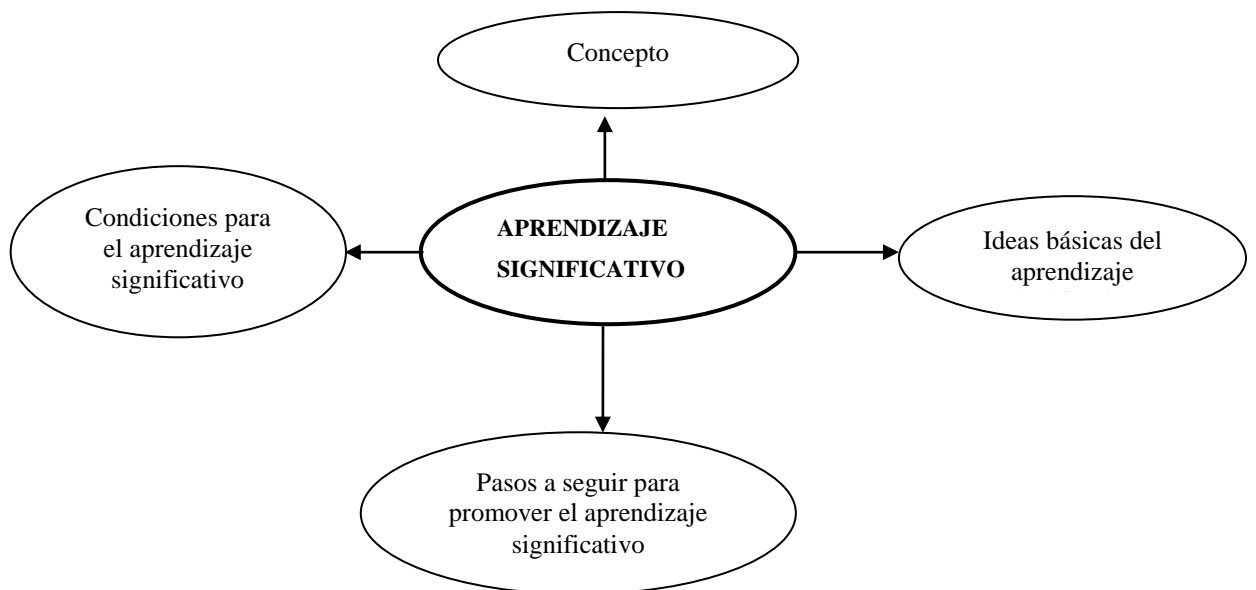 Concepto
Condiciones para
el aprendizaje
significativo
APRENDIZAJE
SIGNIFICATIVO
Ideas básicas del
aprendizaje
Pasos a seguir para
promover el aprendizaje
significativo